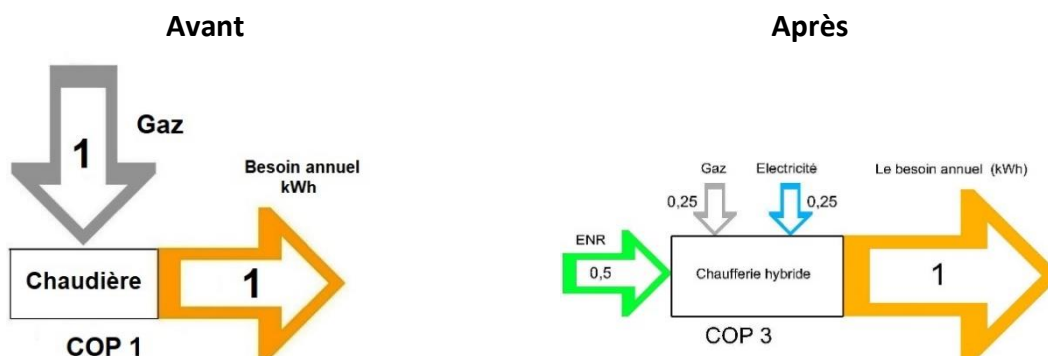 Avant
Gaz
1
Besoin annuel
kWh
Chaudière
1
COP 1
Après
Gaz
Electricité
Le besoin annuel (kWh)
0,25
0,25
ENR
0,5
Chaufferie hybride
1
COP 3